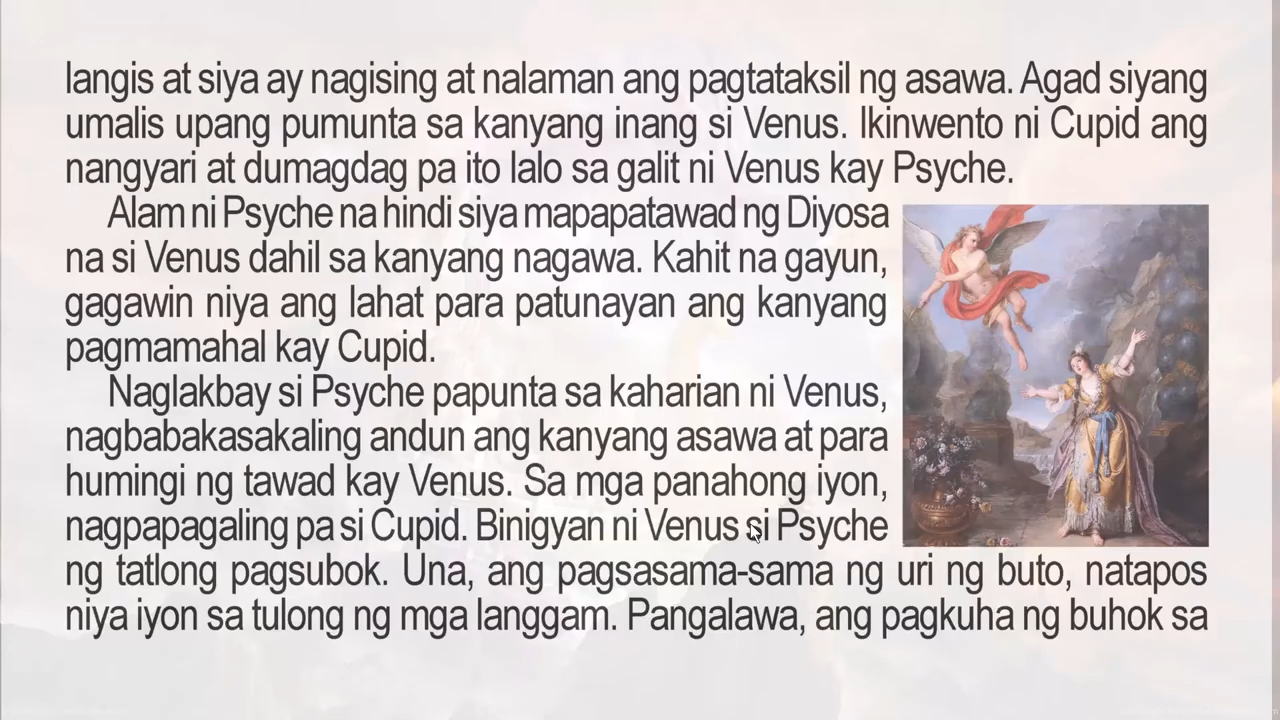 langis at siya ay nagising at nalaman ang pagtataksil ng asawa. Agad siyang
umalis upang pumunta sa kanyang inang si Venus. Ikinwento ni Cupid ang
nangyari at dumagdag pa ito lalo sa galit ni Venus kay Psyche.
Alam ni Psyche na hindi siya mapapatawad ng Diyosa
na si Venus dahil sa kanyang nagawa. Kahit na gayun,
gagawin niya ang lahat para patunayan ang kanyang
pagmamahal kay Cupid.
Naglakbay si Psyche papunta sa kaharian ni Venus,
nagbabakasakaling andun ang kanyang asawa at para
humingi ng tawad kay Venus. Sa mga panahong iyon,
nagpapagaling pa si Cupid. Binigyan ni Venus si Psyche
ng tatlong pagsubok. Una, ang pagsasama-sama ng uri ng buto, natapos
niya iyon sa tulong ng mga langgam. Pangalawa, ang pagkuha ng buhok sa